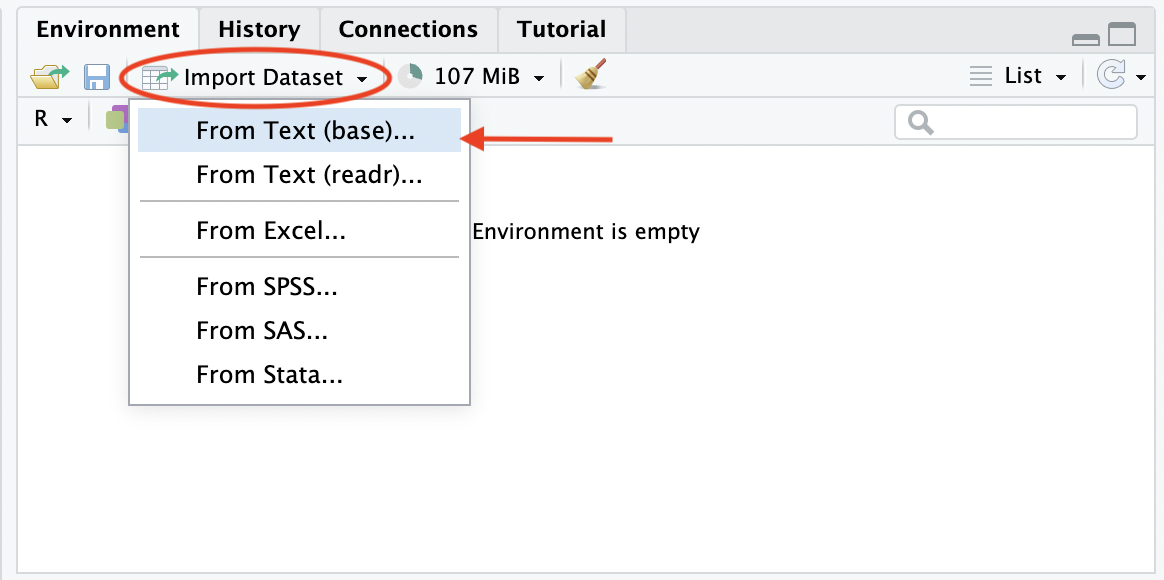 Environment History Connections Tutorial
Import Dataset 107 MiB List
R
From Text (base)...
From Text (readr)...
From Excel...
Environment is empty
From SPSS...
From SAS...
From Stata...